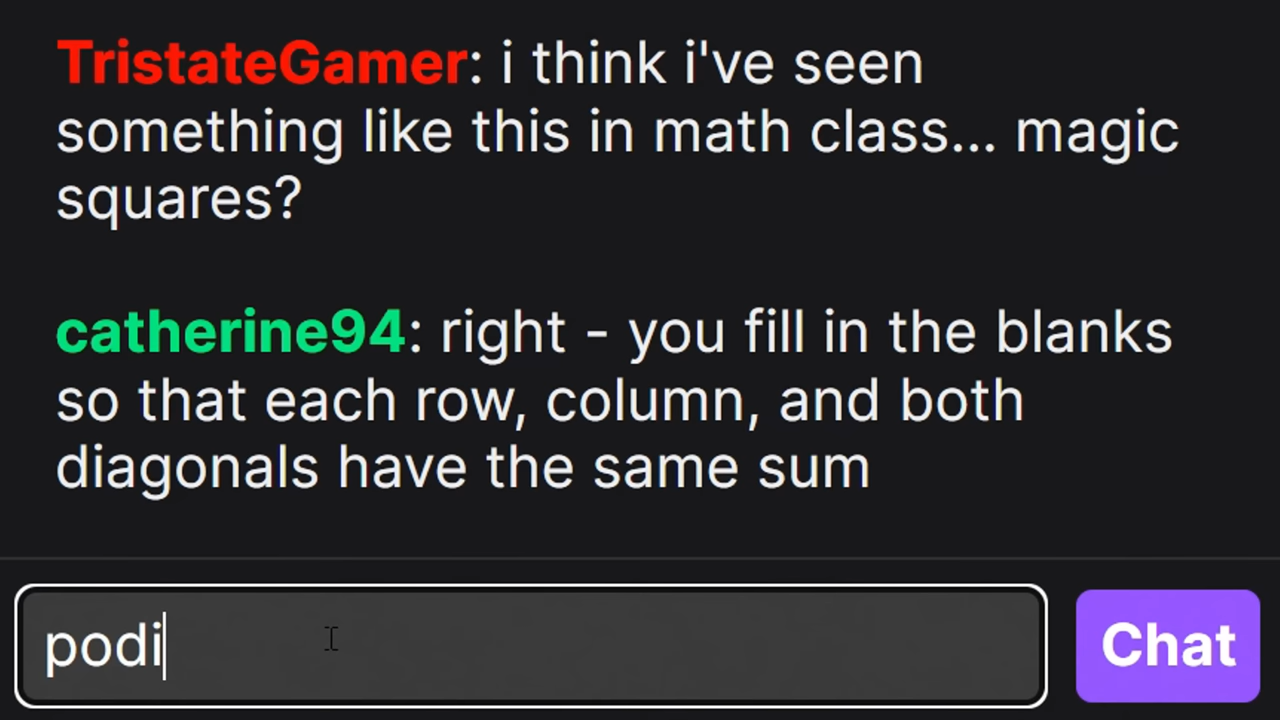 TristateGamer: i think i've seen
something like this in math class... magic
squares?
catherine94: right - you fill in the blanks
so that each row, column, and both
diagonals have the same sum
podi
Chat